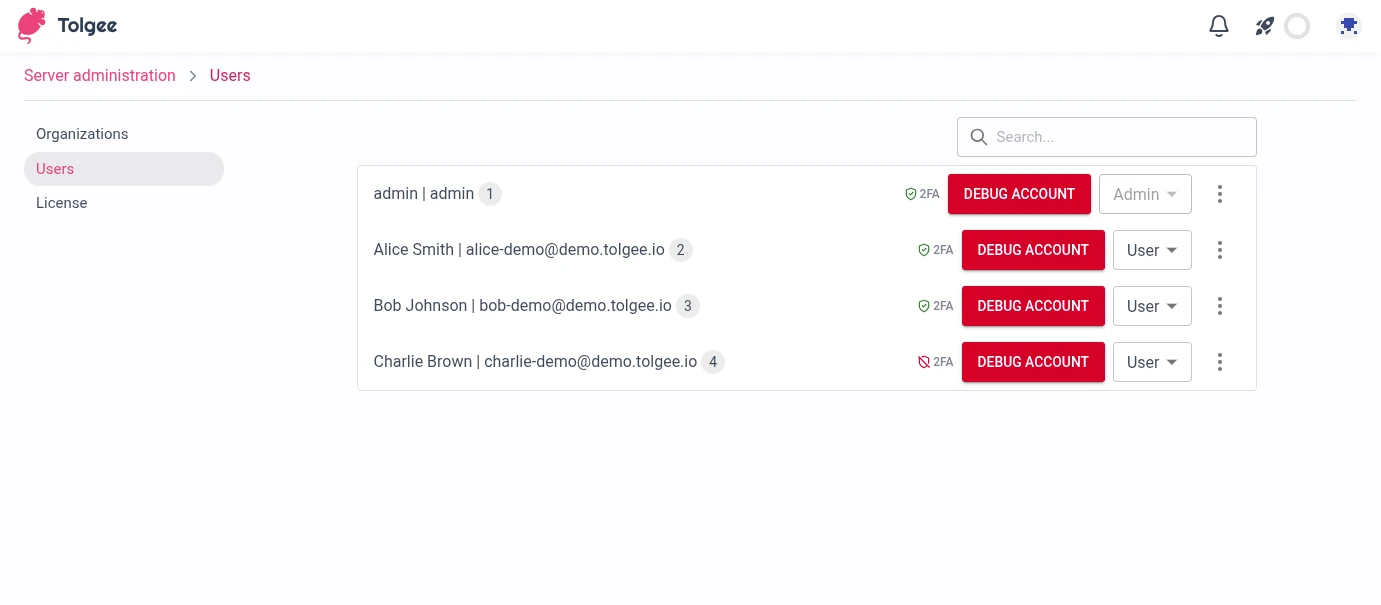 Tolgee
Server administration > Users
Organizations
Users
License
Search...
admin | admin 1 2FA DEBUG ACCOUNT Admin
Alice Smith | alice-demo@demo.tolgee.io 2 2FA DEBUG ACCOUNT User
Bob Johnson | bob-demo@demo.tolgee.io 3 2FA DEBUG ACCOUNT User
Charlie Brown | charlie-demo@demo.tolgee.io 4 2FA DEBUG ACCOUNT User